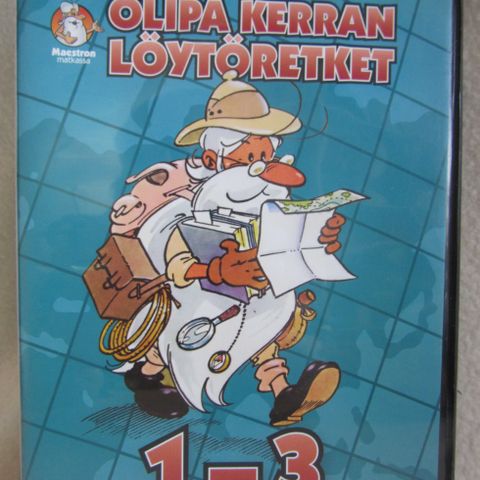 OLIPA KERRAN
LÖYTÖRETKET
Maestron
matkassa
1-3